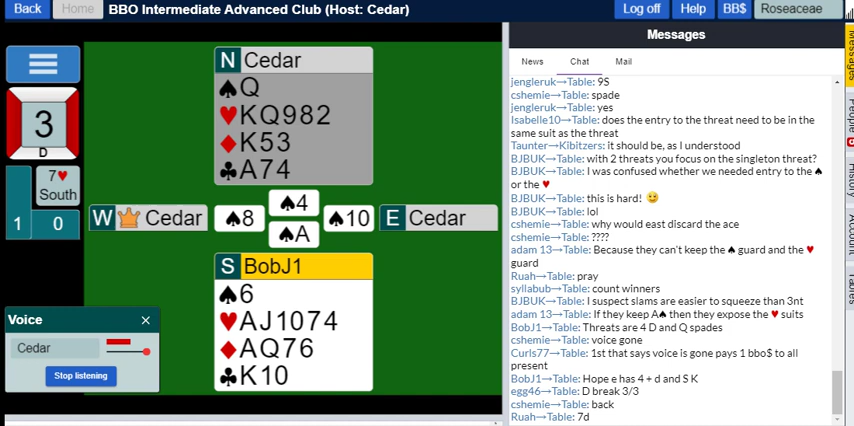 Back
Home
BBO Intermediate Advanced Club (Host: Cedar)
Log off
Help
BB$
Roseaceae
3
D
7♥
South
1
0
N Cedar
♠Q
♥KQ982
♦K53
♣A74
W Cedar
♠8
♠4
♠10
♠A
E Cedar
S BobJ1
♠6
♥AJ1074
♦AQ76
♣K10
Voice
×
Cedar
Stop listening
Messages
News
Chat
Mail
jengleruk→Table: 9S
cshemie→Table: spade
jengleruk→Table: yes
Isabelle10→Table: does the entry to the threat need to be in the
same suit as the threat
Taunter→Kibitzers: it should be, as I understood
BJBUK→Table: with 2 threats you focus on the singleton threat?
BJBUK→Table: I was confused whether we needed entry to the ♠
or the ♥
BJBUK→Table: this is hard! 😉
BJBUK→Table: lol
cshemie→Table: why would east discard the ace
cshemie→Table: ????
adam 13→Table: Because they can't keep the ♠ guard and the ♥
guard
Ruah→Table: pray
syllabub→Table: count winners
BJBUK→Table: I suspect slams are easier to squeeze than 3nt
adam 13→Table: If they keep A♠ then they expose the ♥ suits
BobJ1→Table: Threats are 4 D and Q spades
cshemie→Table: voice gone
Curls77→Table: 1st that says voice is gone pays 1 bbo$ to all
present
BobJ1→Table: Hope e has 4 + d and S K
egg46→Table: D break 3/3
cshemie→Table: back
Ruah→Table: 7d
Messages
People
History
Account
Tables